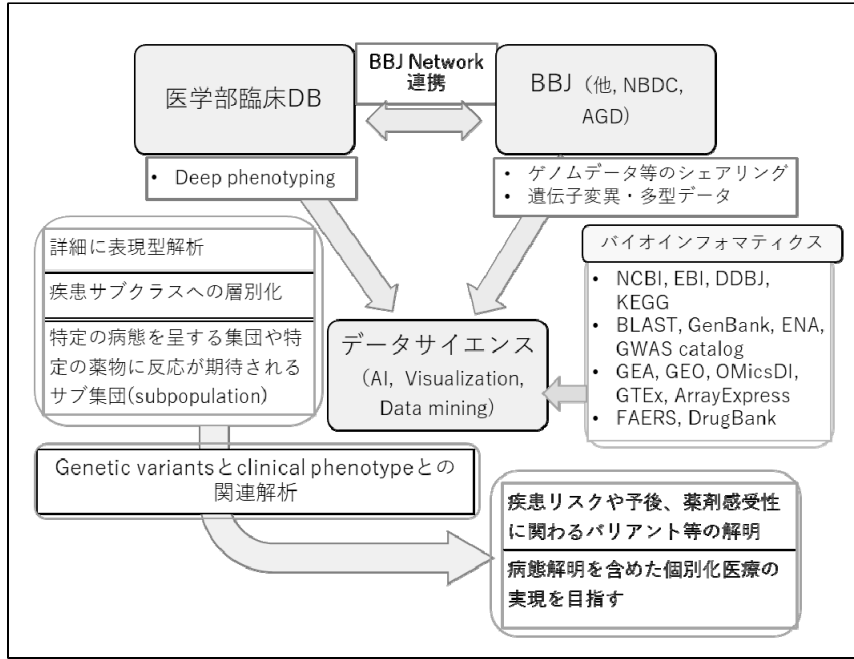 医学部臨床DB
BBJ Network
連携
BBJ（他, NBDC,
AGD）
• Deep phenotyping
• ゲノムデータ等のシェアリング
• 遺伝子変異・多型データ
詳細に表現型解析
疾患サブクラスへの層別化
特定の病態を呈する集団や特
定の薬物に反応が期待される
サブ集団(subpopulation)
データサイエンス
(AI, Visualization,
Data mining)
バイオインフォマティクス
• NCBI, EBI, DDBJ,
KEGG
• BLAST, GenBank, ENA,
GWAS catalog
• GEA, GEO, OMicsDI,
GTEx, ArrayExpress
• FAERS, DrugBank
Genetic variantsとclinical phenotypeとの
関連解析
疾患リスクや予後、薬剤感受性
に関わるバリアント等の解明
病態解明を含めた個別化医療の
実現を目指す